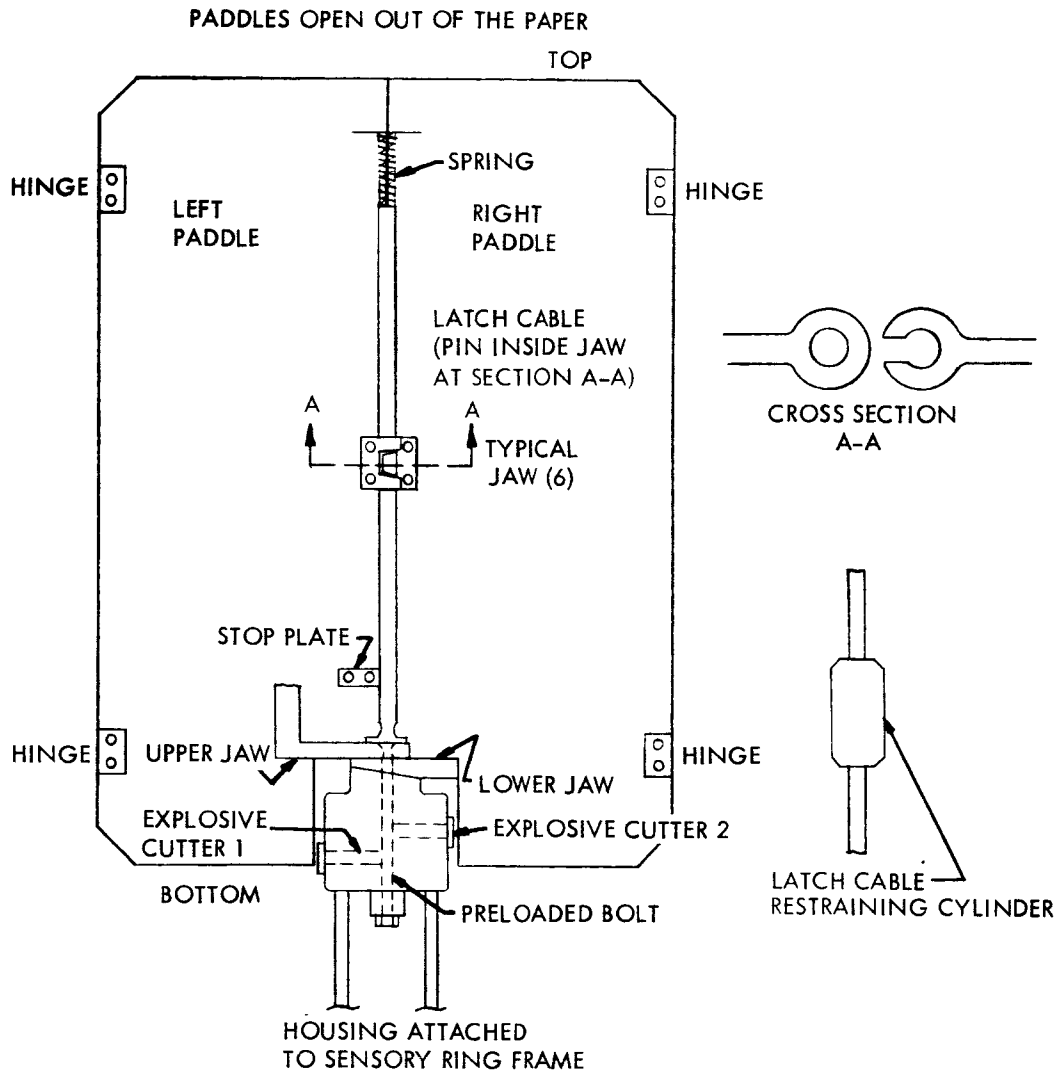 PADDLES OPEN OUT OF THE PAPER
TOP
SPRING
HINGE
HINGE
LEFT
PADDLE
RIGHT
PADDLE
LATCH CABLE
(PIN INSIDE JAW
AT SECTION A-A)
A
A
TYPICAL
JAW (6)
CROSS SECTION
A-A
STOP PLATE
HINGE
UPPER JAW
LOWER JAW
HINGE
EXPLOSIVE
CUTTER 1
EXPLOSIVE CUTTER 2
BOTTOM
PRELOADED BOLT
LATCH CABLE
RESTRAINING CYLINDER
HOUSING ATTACHED
TO SENSORY RING FRAME